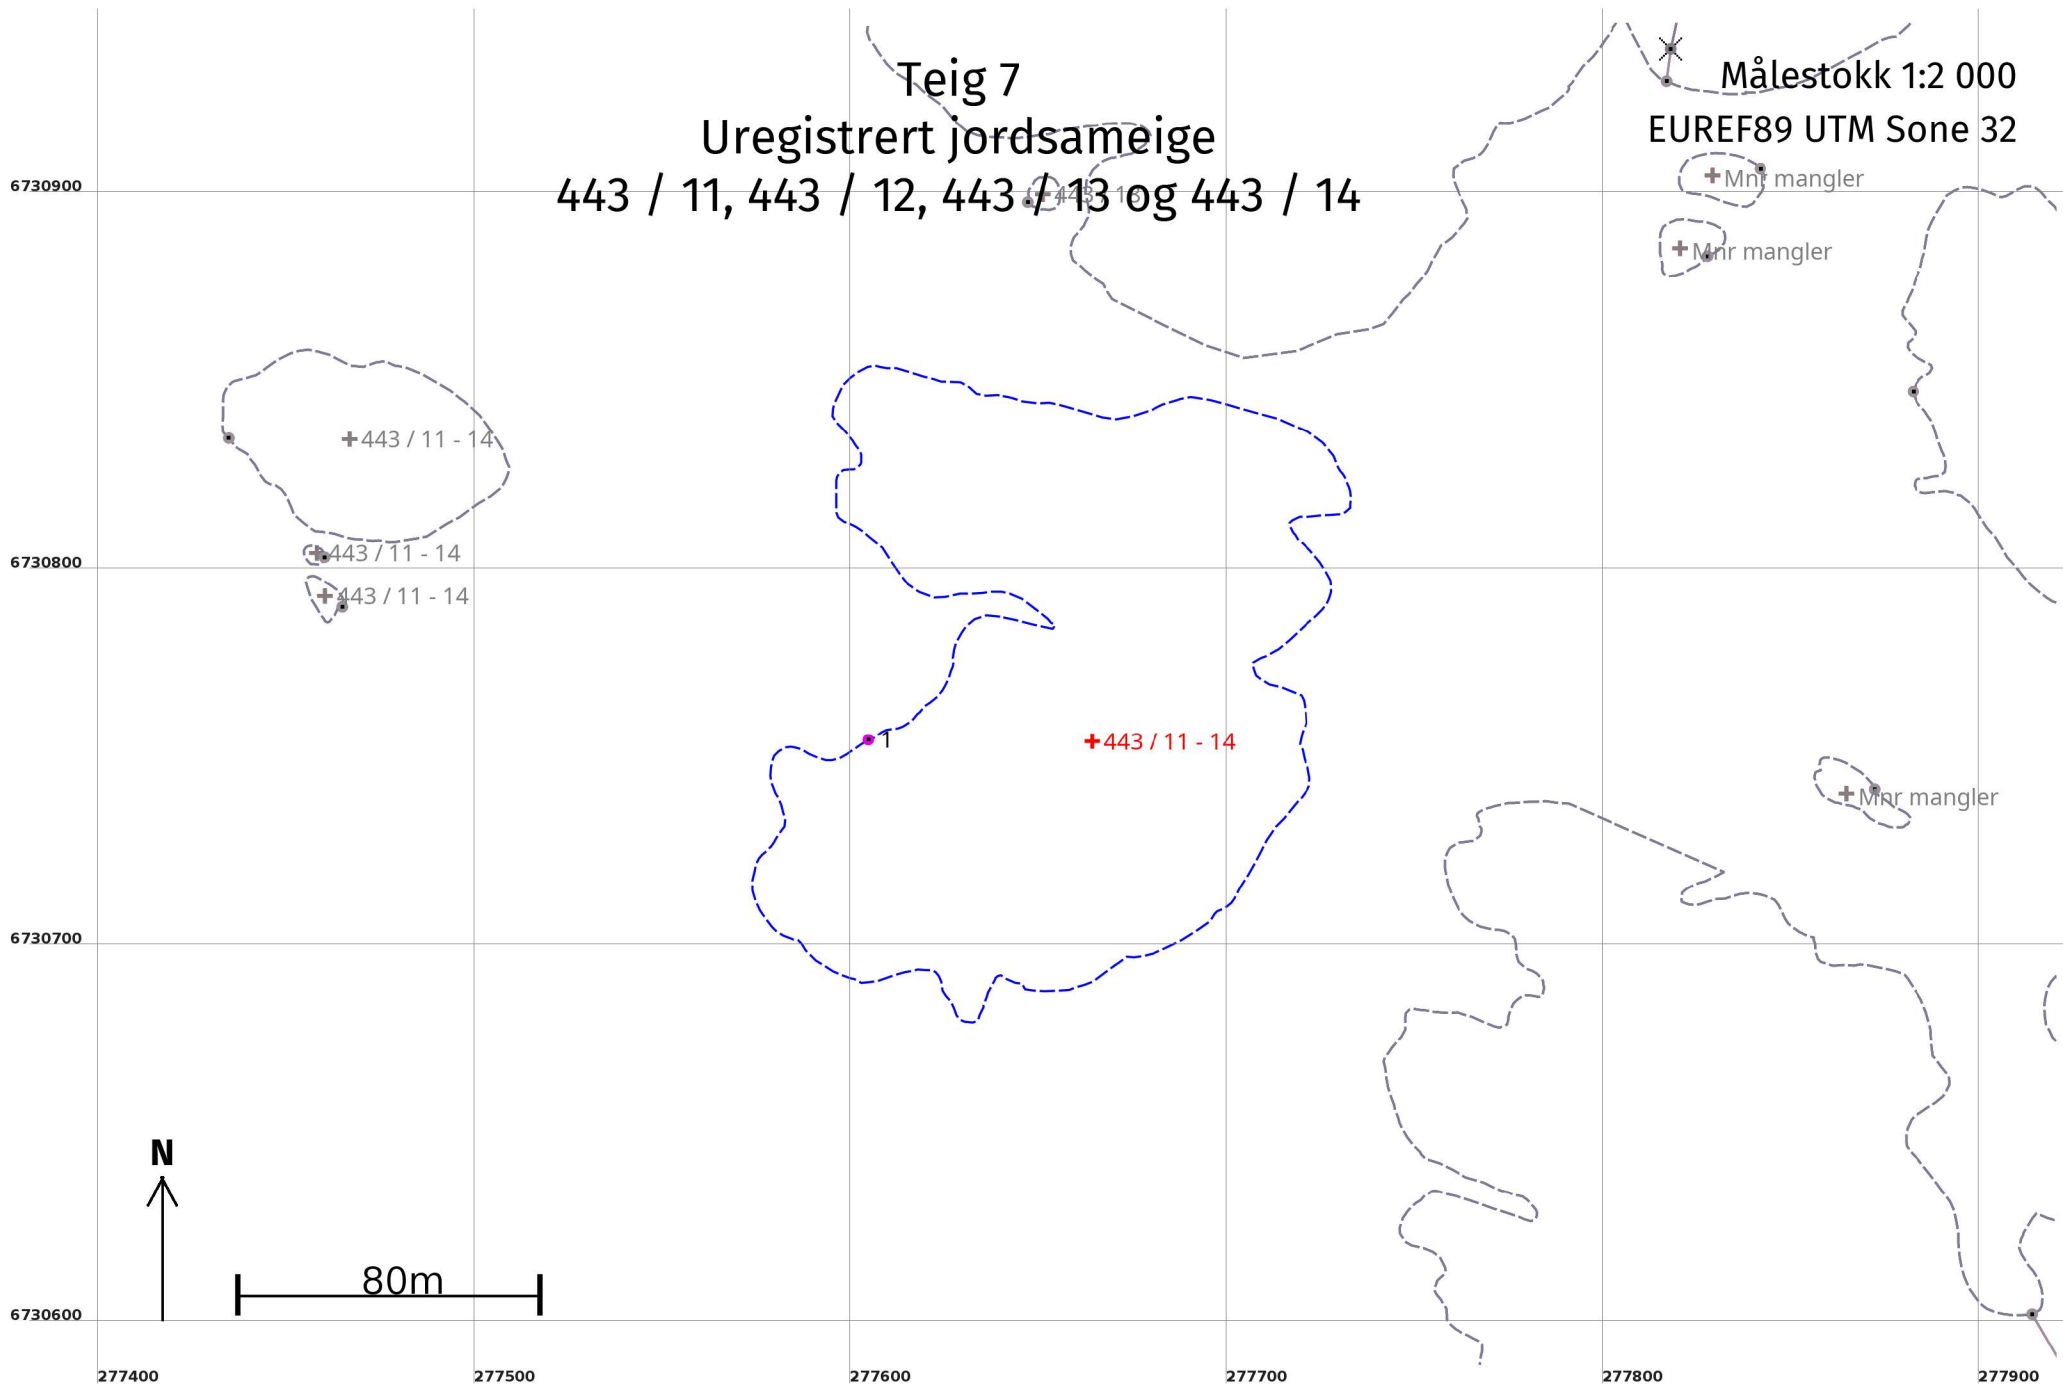 Teig 7
Uregistrert jordsameige
443 / 11, 443 / 12, 443 / 13 og 443 / 14
Målestokk 1:2 000
EUREF89 UTM Sone 32
6730900
443 / 13
Mnr mangler
Mnr mangler
443 / 11 - 14
6730800
443 / 11 - 14
443 / 11 - 14
1
443 / 11 - 14
Mnr mangler
6730700
N
80m
6730600
277400
277500
277600
277700
277800
277900